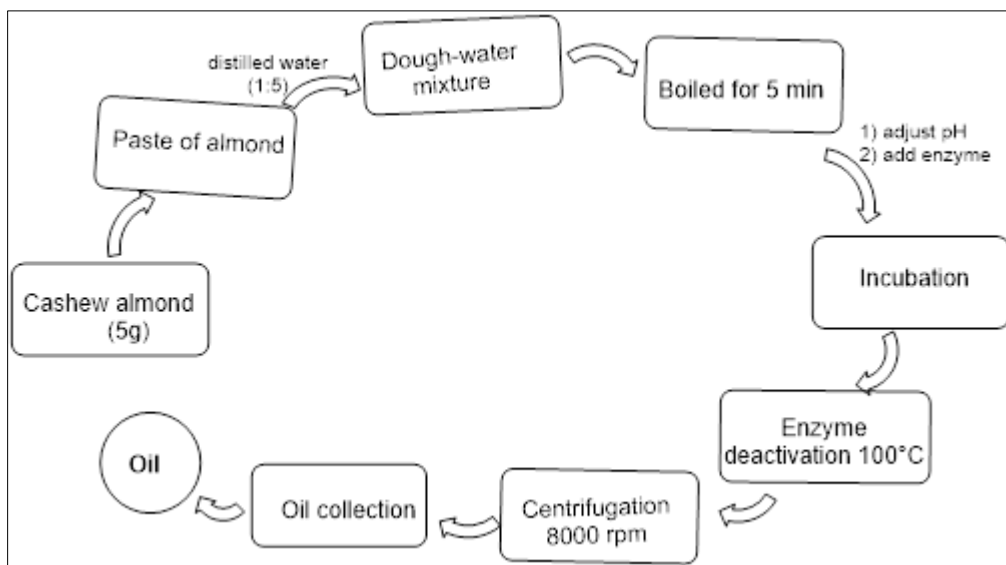 Cashew almond
(5g)
Paste of almond
distilled water
(1:5)
Dough-water
mixture
Boiled for 5 min
1) adjust pH
2) add enzyme
Incubation
Enzyme
deactivation 100°C
Centrifugation
8000 rpm
Oil collection
Oil